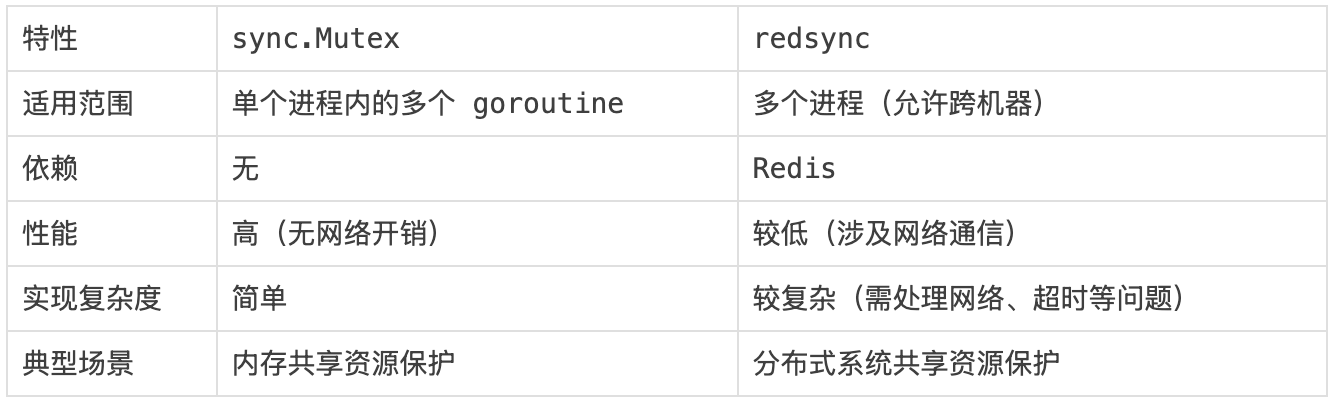 特性 sync.Mutex redsync
适用范围 单个进程内的多个 goroutine 多个进程（允许跨机器）
依赖 无 Redis
性能 高（无网络开销） 较低（涉及网络通信）
实现复杂度 简单 较复杂（需处理网络、超时等问题）
典型场景 内存共享资源保护 分布式系统共享资源保护